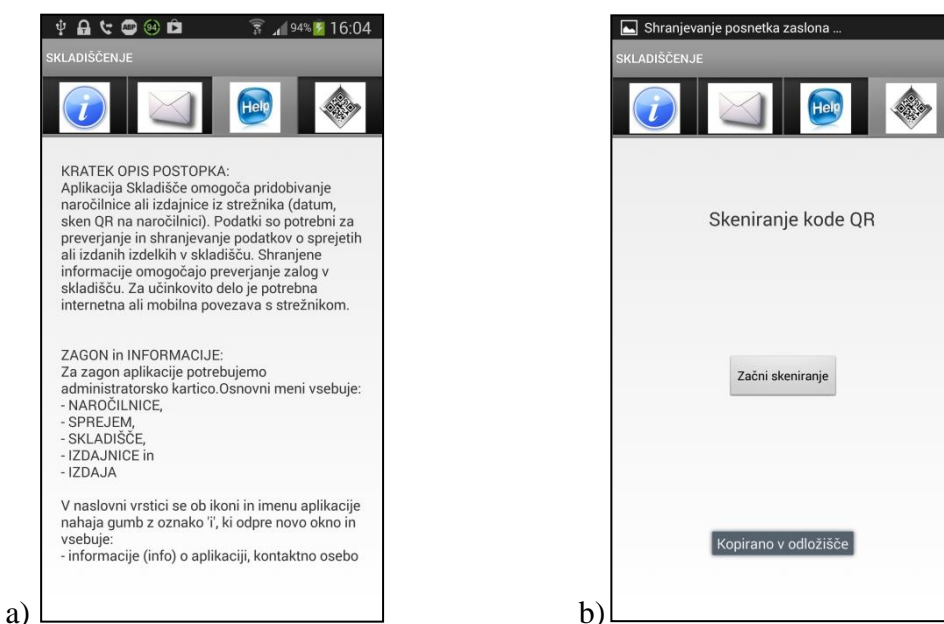 94 94% 16:04
SKLADIŠČENJE
i Help
KRATEK OPIS POSTOPKA:
Aplikacija Skladišče omogoča pridobivanje
naročilnice ali izdajnice iz strežnika (datum,
sken QR na naročilnici). Podatki so potrebni za
preverjanje in shranjevanje podatkov o sprejetih
ali izdanih izdelkih v skladišču. Shranjene
informacije omogočajo preverjanje zalog v
skladišču. Za učinkovito delo je potrebna
internetna ali mobilna povezava s strežnikom.
ZAGON in INFORMACIJE:
Za zagon aplikacije potrebujemo
administratorsko kartico.Osnovni meni vsebuje:
- NAROČILNICE,
- SPREJEM,
- SKLADIŠČE,
- IZDAJNICE in
- IZDAJA
V naslovni vrstici se ob ikoni in imenu aplikacije
nahaja gumb z oznako 'i', ki odpre novo okno in
vsebuje:
- informacije (info) o aplikaciji, kontaktno osebo
a)
Shranjevanje posnetka zaslona ...
SKLADIŠČENJE
i Help
Skeniranje kode QR
Začni skeniranje
Kopirano v odložišče
b)